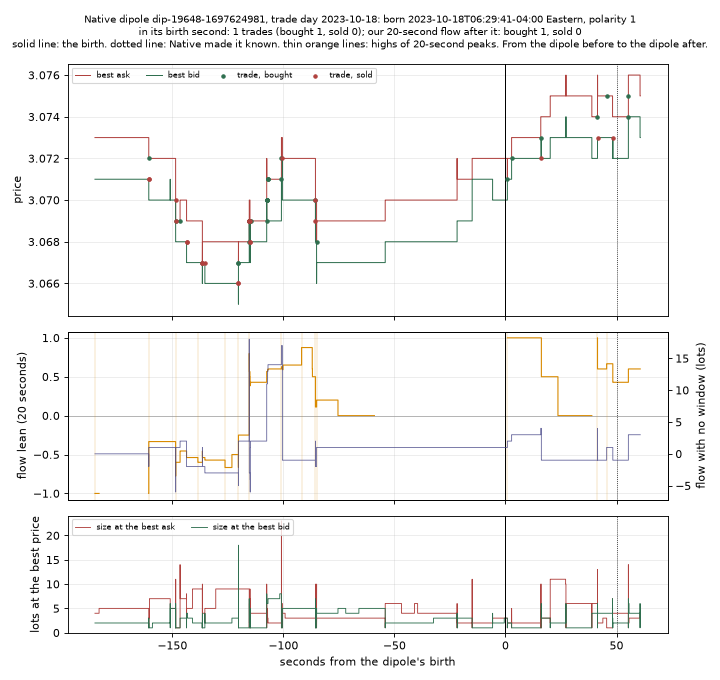 Native dipole dip-19648-1697624981, trade day 2023-10-18: born 2023-10-18T06:29:41-04:00 Eastern, polarity 1
in its birth second: 1 trades (bought 1, sold 0); our 20-second flow after it: bought 1, sold 0
solid line: the birth. dotted line: Native made it known. thin orange lines: highs of 20-second peaks. From the dipole before to the dipole after.
best ask
best bid
trade, bought
trade, sold
price
3.076
3.074
3.072
3.070
3.068
3.066
flow lean (20 seconds)
1.0
0.5
0.0
−0.5
−1.0
flow with no window (lots)
15
10
5
0
−5
size at the best ask
size at the best bid
lots at the best price
20
15
10
5
0
−150
−100
−50
0
50
seconds from the dipole's birth